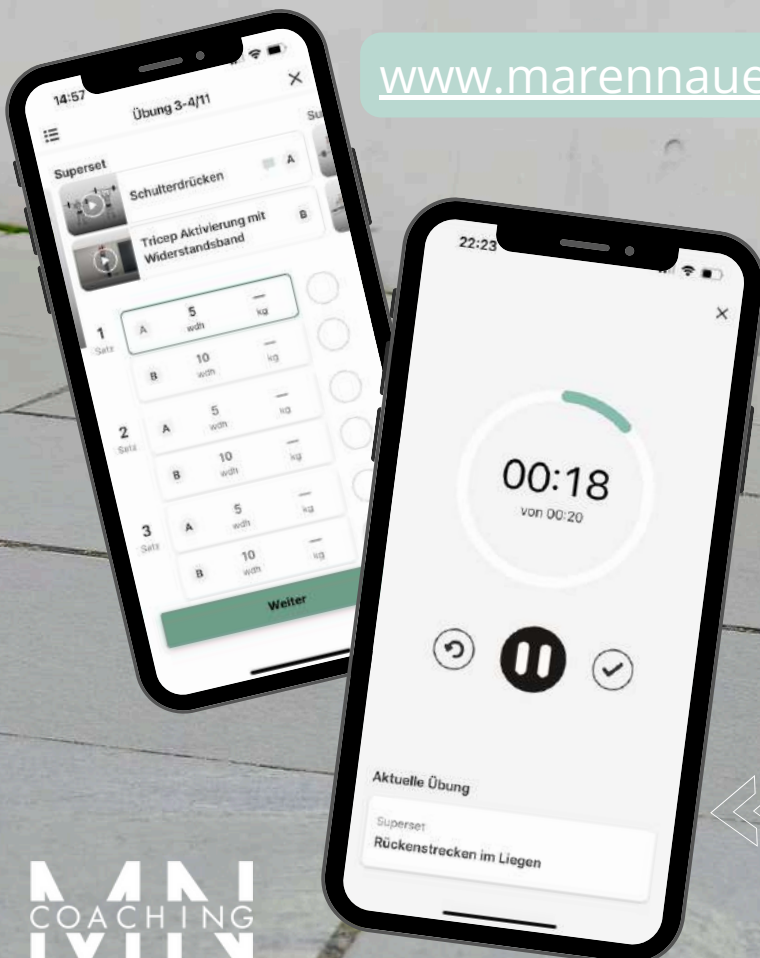 www.marennaue
14:57
Übung 3-4/11
Superset
Su
Schulterdrücken
A
Tricep Aktivierung mit
Widerstandsband
B
1
Satz
A
5
wdh
—
kg
B
10
wdh
—
kg
2
Satz
A
5
wdh
—
kg
B
10
wdh
—
kg
3
Satz
A
5
wdh
—
kg
B
10
wdh
—
kg
Weiter
22:23
00:18
von 00:20
Aktuelle Übung
Superset
Rückenstrecken im Liegen
MN
COACHING